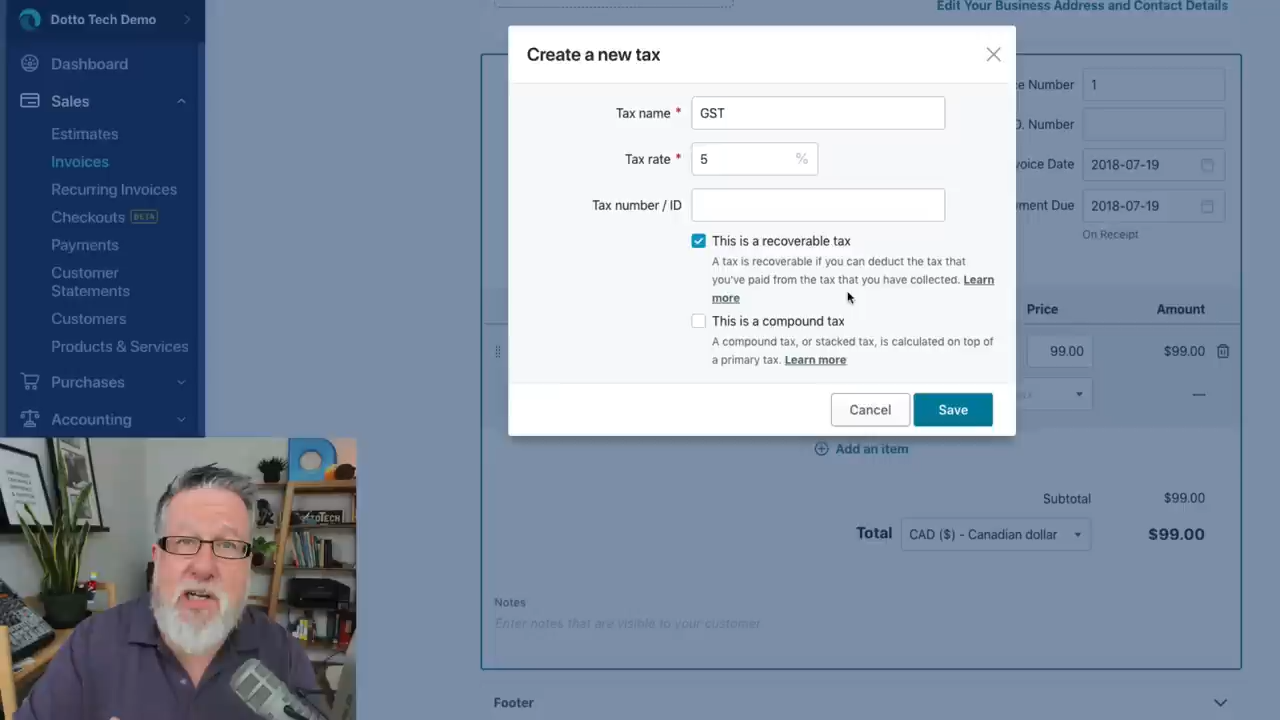 Dotto Tech Demo
Dashboard
Sales
Estimates
Invoices
Recurring Invoices
Checkouts BETA
Payments
Customer
Statements
Customers
Products & Services
Purchases
Accounting
Edit Your Business Address and Contact Details
Create a new tax
Tax name *
GST
Tax rate *
5 %
Tax number / ID
This is a recoverable tax
A tax is recoverable if you can deduct the tax that
you've paid from the tax that you have collected. Learn
more
This is a compound tax
A compound tax, or stacked tax, is calculated on top of
a primary tax. Learn more
Cancel
Save
ce Number 1
O. Number
voice Date 2018-07-19
ment Due 2018-07-19
On Receipt
Price Amount
99.00 $99.00
—
Add an item
Subtotal $99.00
Total CAD ($) - Canadian dollar $99.00
Notes
Enter notes that are visible to your customer
Footer